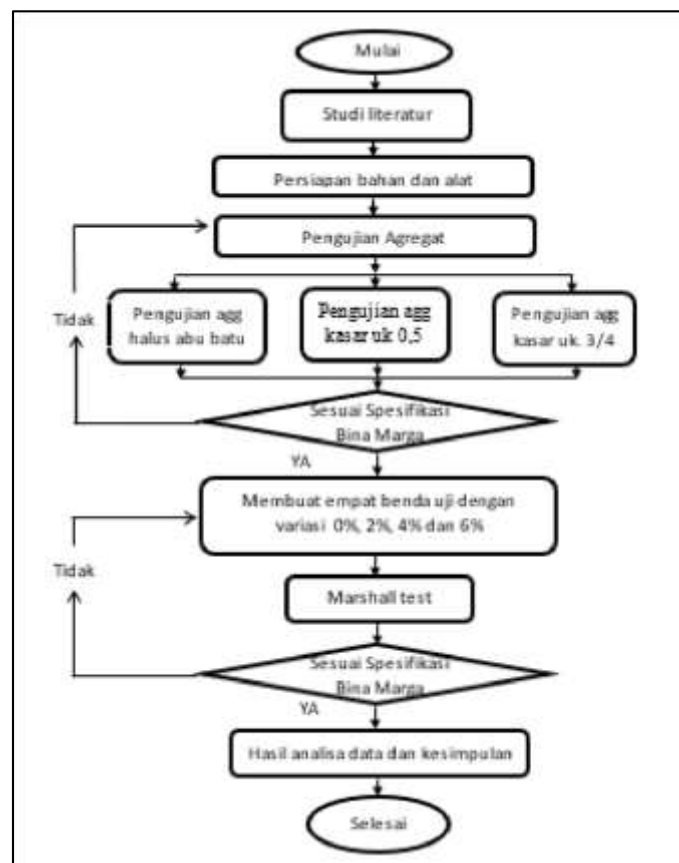 Mulai
Studi literatur
Persiapan bahan dan alat
Pengujian Agregat
Tidak
Pengujian agg
halus abu batu
Pengujian agg
kasar uk 0,5
Pengujian agg
kasar uk. 3/4
Sesuai Spesifikasi
Bina Marga
YA
Membuat empat benda uji dengan
variasi 0%, 2%, 4% dan 6%
Tidak
Marshall test
Sesuai Spesifikasi
Bina Marga
YA
Hasil analisa data dan kesimpulan
Selesai